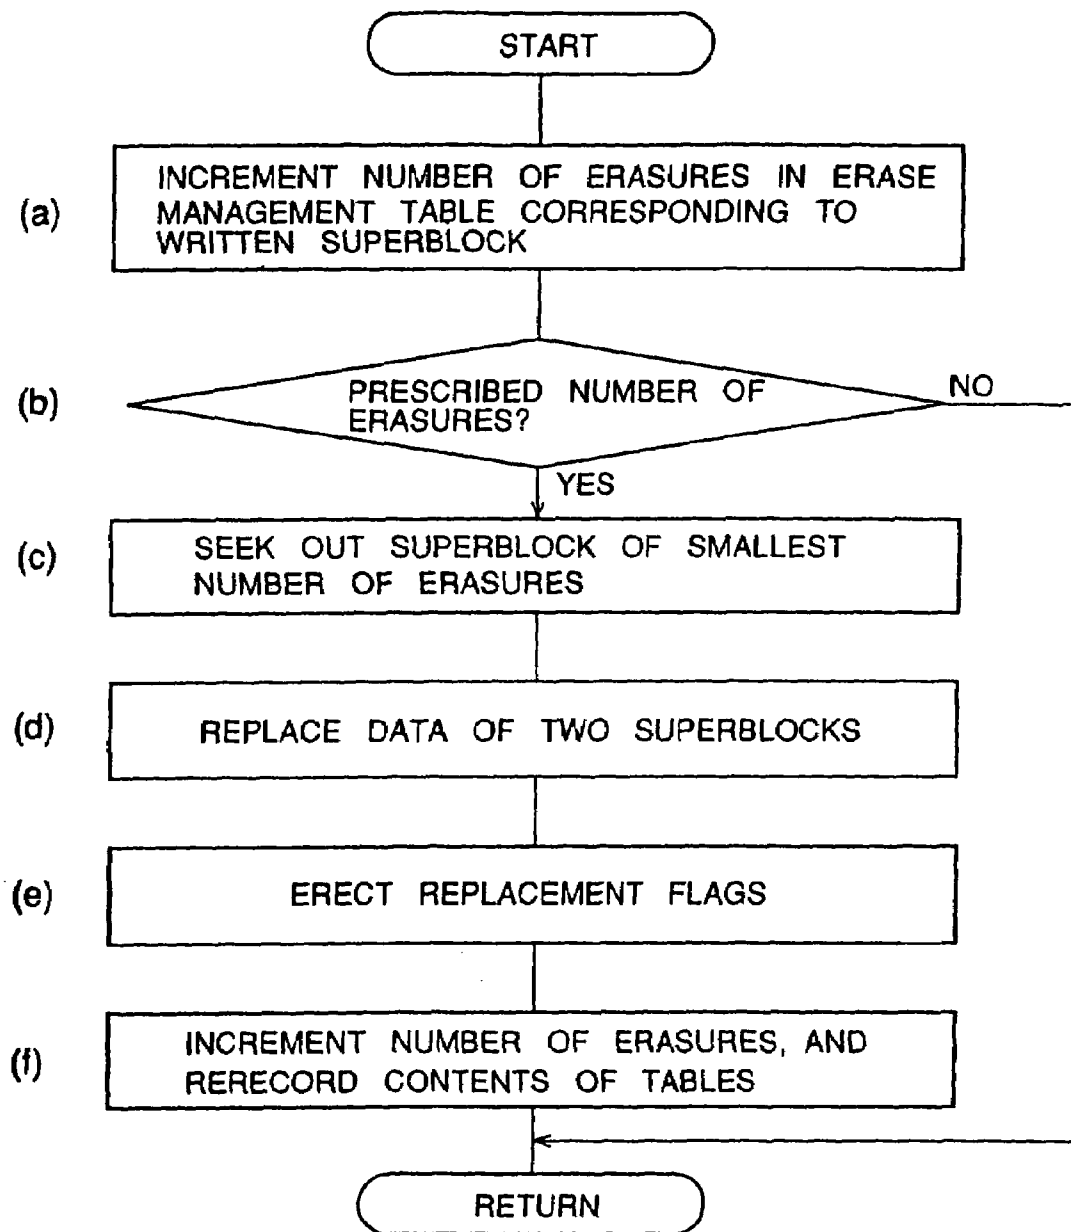 START
(a)
INCREMENT NUMBER OF ERASURES IN ERASE
MANAGEMENT TABLE CORRESPONDING TO
WRITTEN SUPERBLOCK
(b)
PRESCRIBED NUMBER OF
ERASURES?
NO
YES
(c)
SEEK OUT SUPERBLOCK OF SMALLEST
NUMBER OF ERASURES
(d)
REPLACE DATA OF TWO SUPERBLOCKS
(e)
ERECT REPLACEMENT FLAGS
(f)
INCREMENT NUMBER OF ERASURES, AND
RERECORD CONTENTS OF TABLES
RETURN